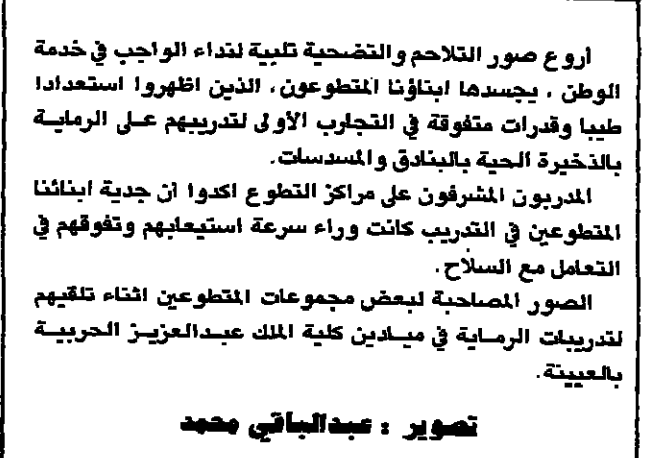 اروع صور التلاحم والتضحية تلبية لنداء الواجب في خدمة
الوطن ، يجسدها ابناؤنا المتطوعون، الذين اظهروا استعدادا
طيبا وقدرات متفوقة في التجارب الأولى لتدريبهم على الرماية
بالذخيرة الحية بالبنادق والمسدسات.
المدربون المشرفون على مراكز التطوع اكدوا ان جدية ابنائنا
المتطوعين في التدريب كانت وراء سرعة استيعابهم وتفوقهم في
التعامل مع السلاح.
الصور المصاحبة لبعض مجموعات المتطوعين اثناء تلقيهم
لتدريبات الرماية في ميادين كلية الملك عبدالعزيز الحربية
بالعيينة.
تصوير : عبدالباقي محمد